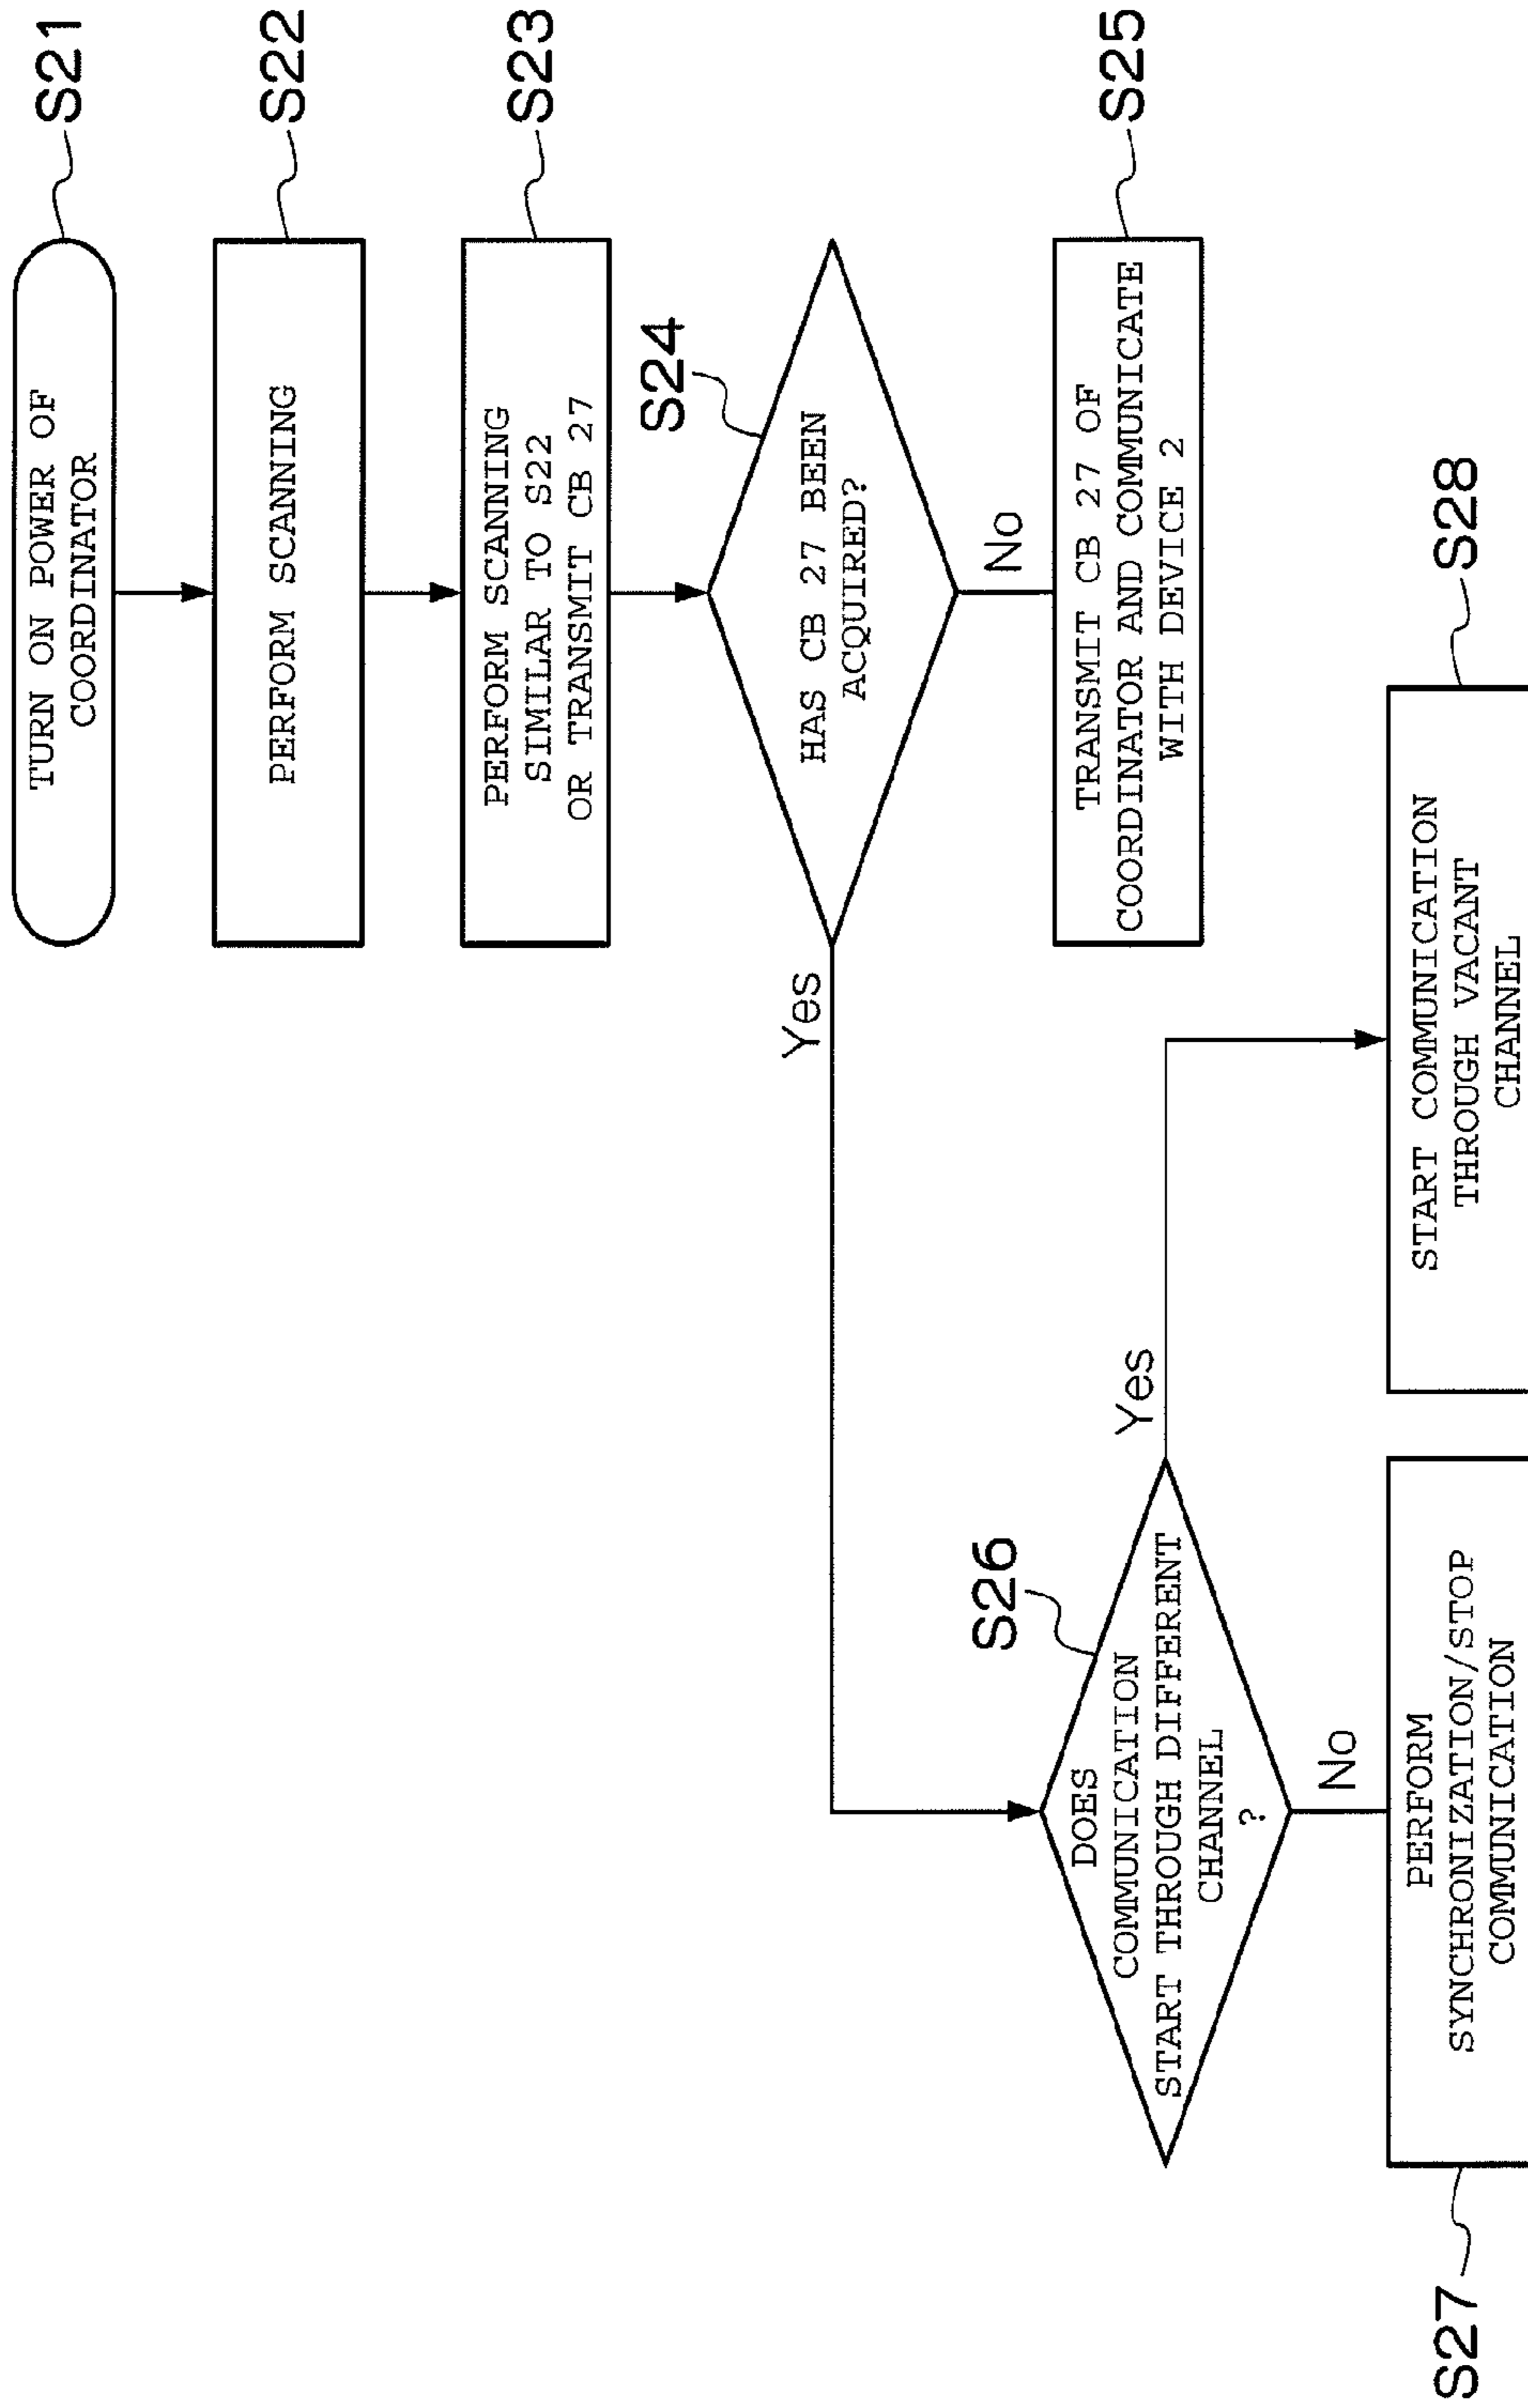 TURN ON POWER OF
COORDINATOR
S21
PERFORM SCANNING
S22
PERFORM SCANNING
SIMILAR TO S22
OR TRANSMIT CB 27
S23
S24
HAS CB 27 BEEN
ACQUIRED?
Yes
No
TRANSMIT CB 27 OF
COORDINATOR AND COMMUNICATE
WITH DEVICE 2
S25
S26
DOES
COMMUNICATION
START THROUGH DIFFERENT
CHANNEL
?
Yes
No
S27
PERFORM
SYNCHRONIZATION/STOP
COMMUNICATION
START COMMUNICATION
THROUGH VACANT
CHANNEL
S28